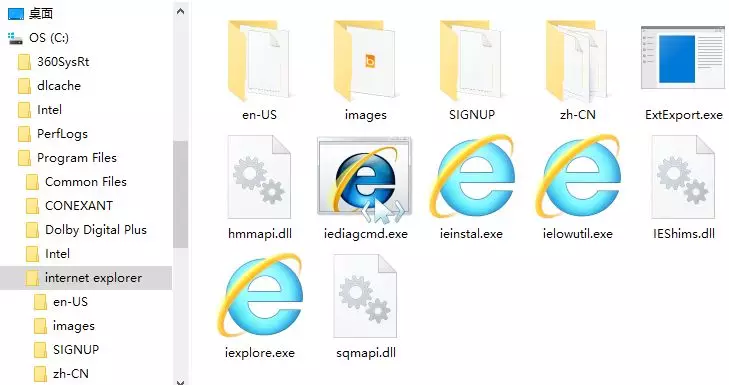 桌面
OS (C:)
360SysRt
dlcache
Intel
PerfLogs
Program Files
Common Files
CONEXANT
Dolby Digital Plus
Intel
internet explorer
en-US
images
SIGNUP
zh-CN
en-US images SIGNUP zh-CN ExtExport.exe
hmmapi.dll iediagcmd.exe ieinstal.exe ielowutil.exe IEShims.dll
iexplore.exe sqmapi.dll